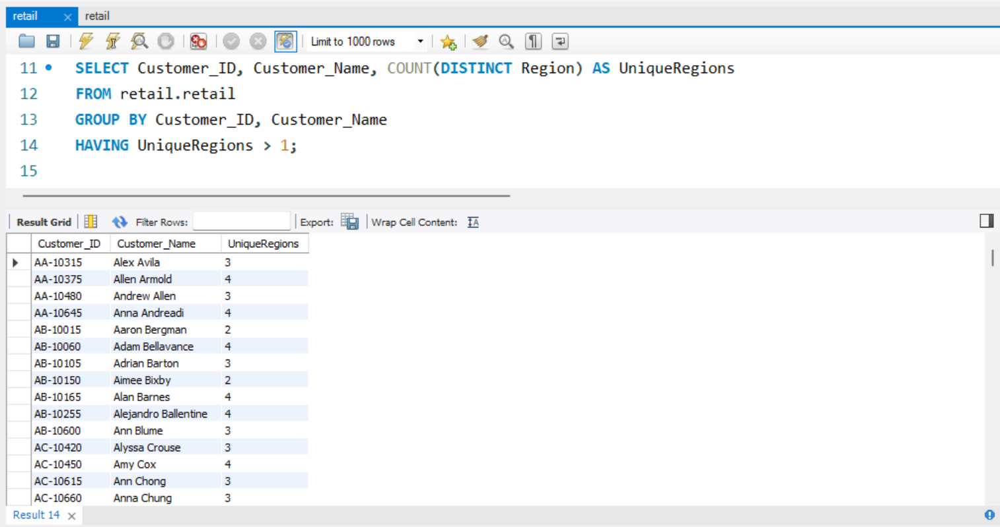 retail × retail
Limit to 1000 rows
11 SELECT Customer_ID, Customer_Name, COUNT(DISTINCT Region) AS UniqueRegions
12 FROM retail.retail
13 GROUP BY Customer_ID, Customer_Name
14 HAVING UniqueRegions > 1;
15
Result Grid Filter Rows: Export: Wrap Cell Content:
Customer_ID Customer_Name UniqueRegions
AA-10315 Alex Avila 3
AA-10375 Allen Armold 4
AA-10480 Andrew Allen 3
AA-10645 Anna Andreadi 4
AB-10015 Aaron Bergman 2
AB-10060 Adam Bellavance 4
AB-10105 Adrian Barton 3
AB-10150 Aimee Bixby 2
AB-10165 Alan Barnes 4
AB-10255 Alejandro Ballentine 4
AB-10600 Ann Blume 3
AC-10420 Alyssa Crouse 3
AC-10450 Amy Cox 4
AC-10615 Ann Chong 3
AC-10660 Anna Chung 3
Result 14 ×